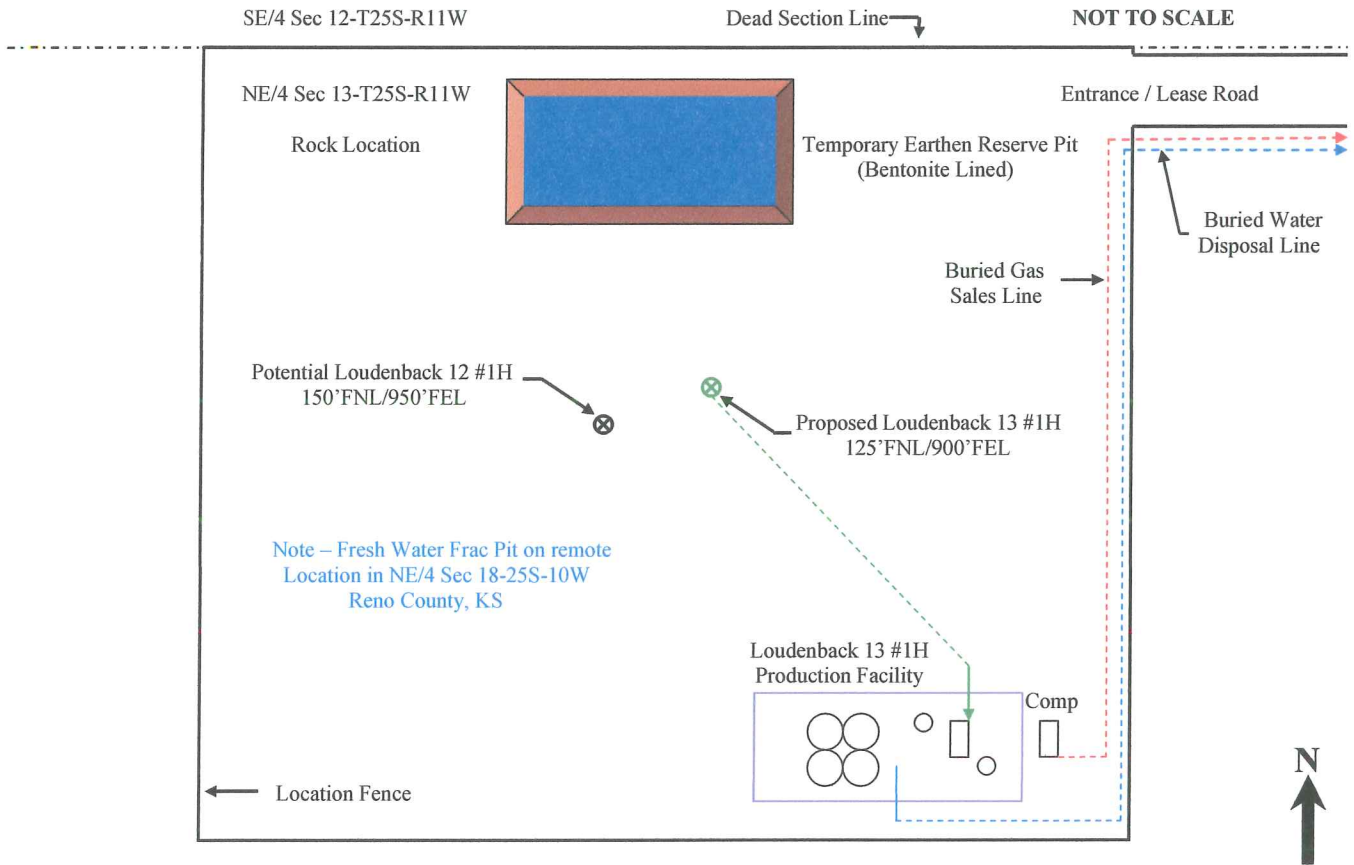 SE/4 Sec 12-T25S-R11W
Dead Section Line
NOT TO SCALE
NE/4 Sec 13-T25S-R11W
Entrance / Lease Road
Rock Location
Temporary Earthen Reserve Pit
(Bentonite Lined)
Buried Water
Disposal Line
Buried Gas
Sales Line
Potential Loudenback 12 #1H
150'FNL/950'FEL
Proposed Loudenback 13 #1H
125'FNL/900'FEL
Note – Fresh Water Frac Pit on remote
Location in NE/4 Sec 18-25S-10W
Reno County, KS
Loudenback 13 #1H
Production Facility
Comp
Location Fence
N